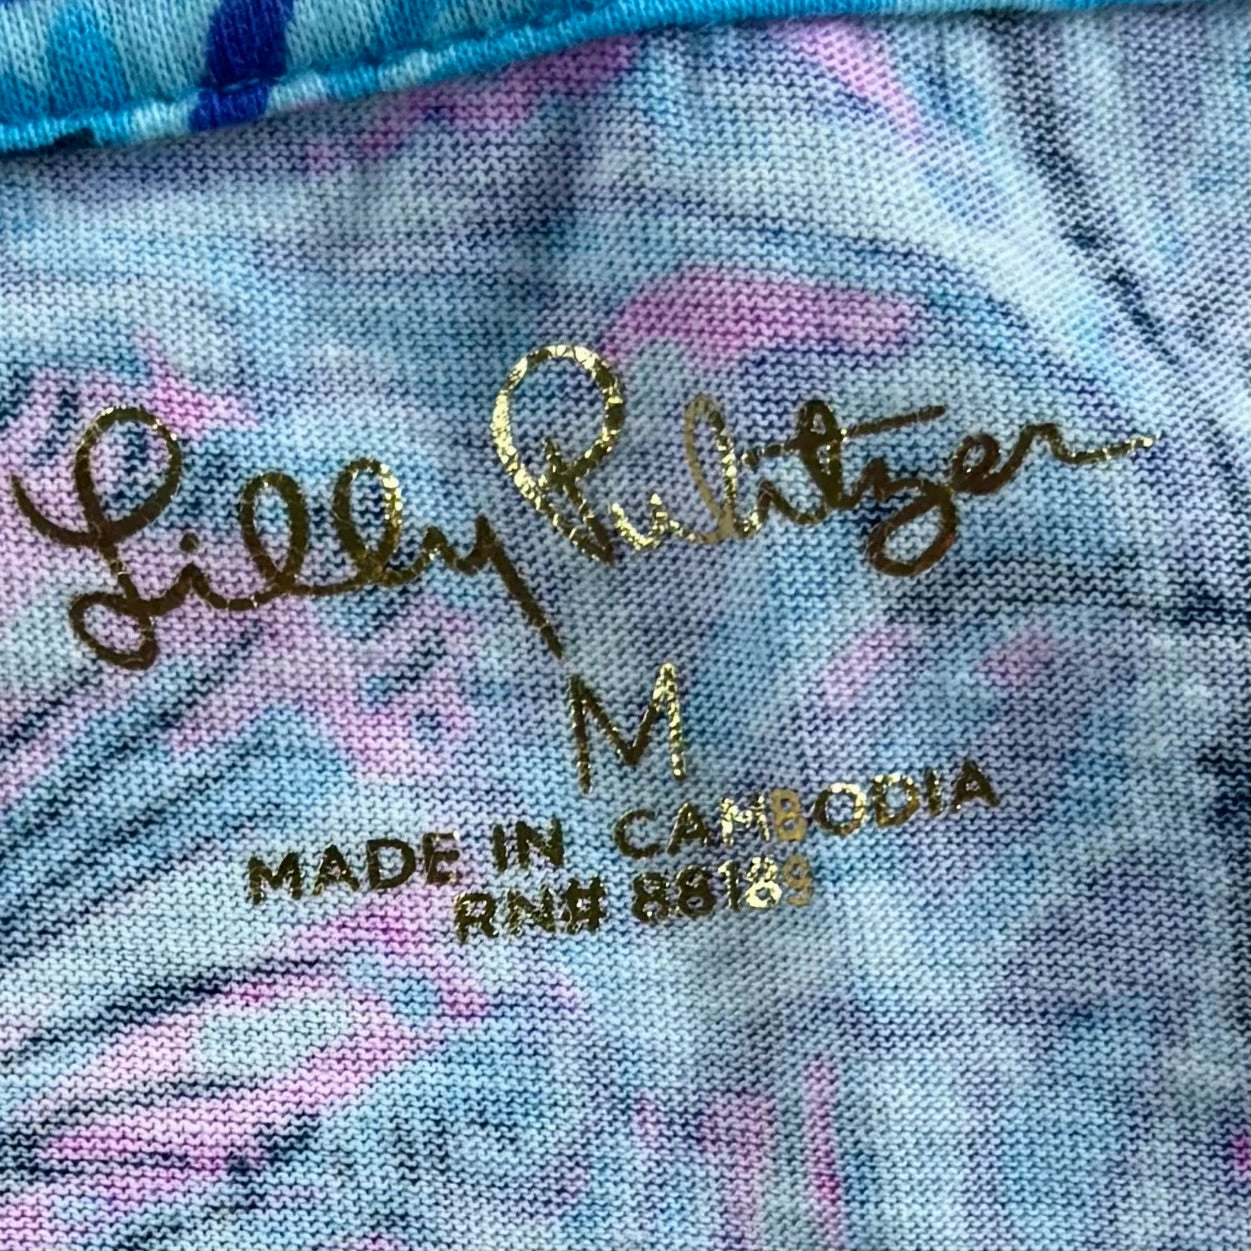 Lilly Pulitzer
M
MADE IN CAMBODIA
RN# 88189